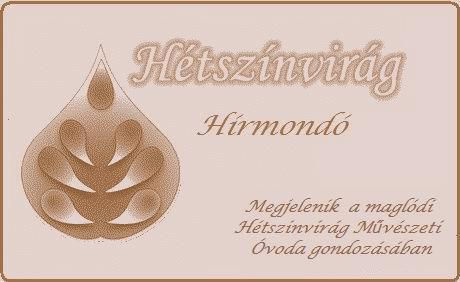 Hétszínvirág
Hírmondó
Megjelenik a maglódi
Hétszínvirág Művészeti
Óvoda gondozásában